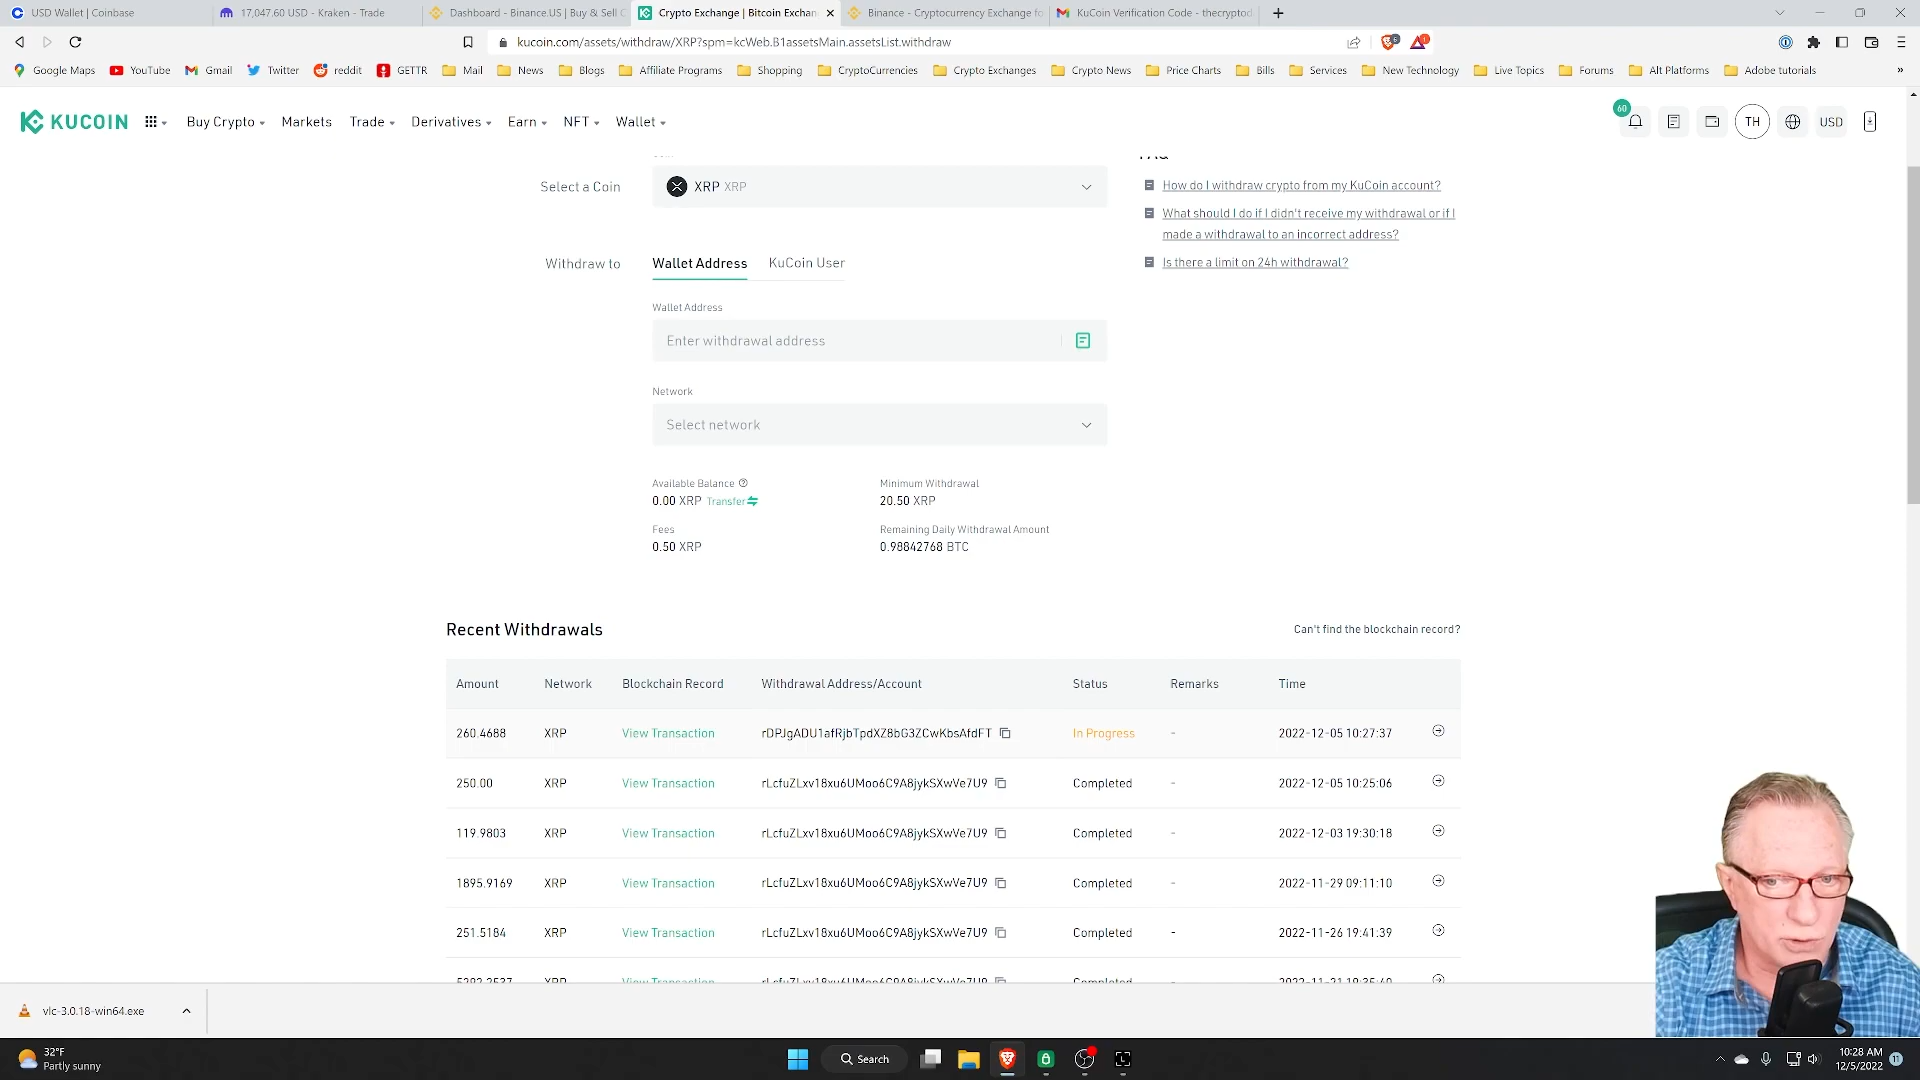 USD Wallet | Coinbase
17,047.60 USD - Kraken - Trade
Dashboard - Binance.US | Buy & Sell C
Crypto Exchange | Bitcoin Exchan
Binance - Cryptocurrency Exchange fo
KuCoin Verification Code - thecryptod
kucoin.com/assets/withdraw/XRP?spm=kcWeb.B1assetsMain.assetsList.withdraw
6
1
Google Maps
YouTube
Gmail
Twitter
reddit
GETTR
Mail
News
Blogs
Affiliate Programs
Shopping
CryptoCurrencies
Crypto Exchanges
Crypto News
Price Charts
Bills
Services
New Technology
Live Topics
Forums
Alt Platforms
Adobe tutorials
KUCOIN
Buy Crypto
Markets
Trade
Derivatives
Earn
NFT
Wallet
60
TH
USD
Select a Coin
XRP XRP
FAQ
How do I withdraw crypto from my KuCoin account?
What should I do if I didn't receive my withdrawal or if I
made a withdrawal to an incorrect address?
Is there a limit on 24h withdrawal?
Withdraw to
Wallet Address
KuCoin User
Wallet Address
Enter withdrawal address
Network
Select network
Available Balance
0.00 XRP Transfer
Minimum Withdrawal
20.50 XRP
Fees
0.50 XRP
Remaining Daily Withdrawal Amount
0.98842768 BTC
Recent Withdrawals
Can't find the blockchain record?
Amount Network Blockchain Record Withdrawal Address/Account Status Remarks Time
260.4688 XRP View Transaction rDPJgADU1afRjbTpdXZ8bG3ZCwKbsAfdFT In Progress - 2022-12-05 10:27:37
250.00 XRP View Transaction rLcfuZLxv18xu6UMoo6C9A8jykSXwVe7U9 Completed - 2022-12-05 10:25:06
119.9803 XRP View Transaction rLcfuZLxv18xu6UMoo6C9A8jykSXwVe7U9 Completed - 2022-12-03 19:30:18
1895.9169 XRP View Transaction rLcfuZLxv18xu6UMoo6C9A8jykSXwVe7U9 Completed - 2022-11-29 09:11:10
251.5184 XRP View Transaction rLcfuZLxv18xu6UMoo6C9A8jykSXwVe7U9 Completed - 2022-11-26 19:41:39
XRP View Transaction Completed
vlc-3.0.18-win64.exe
32°F
Partly sunny
Search
10:28 AM
12/5/2022
11